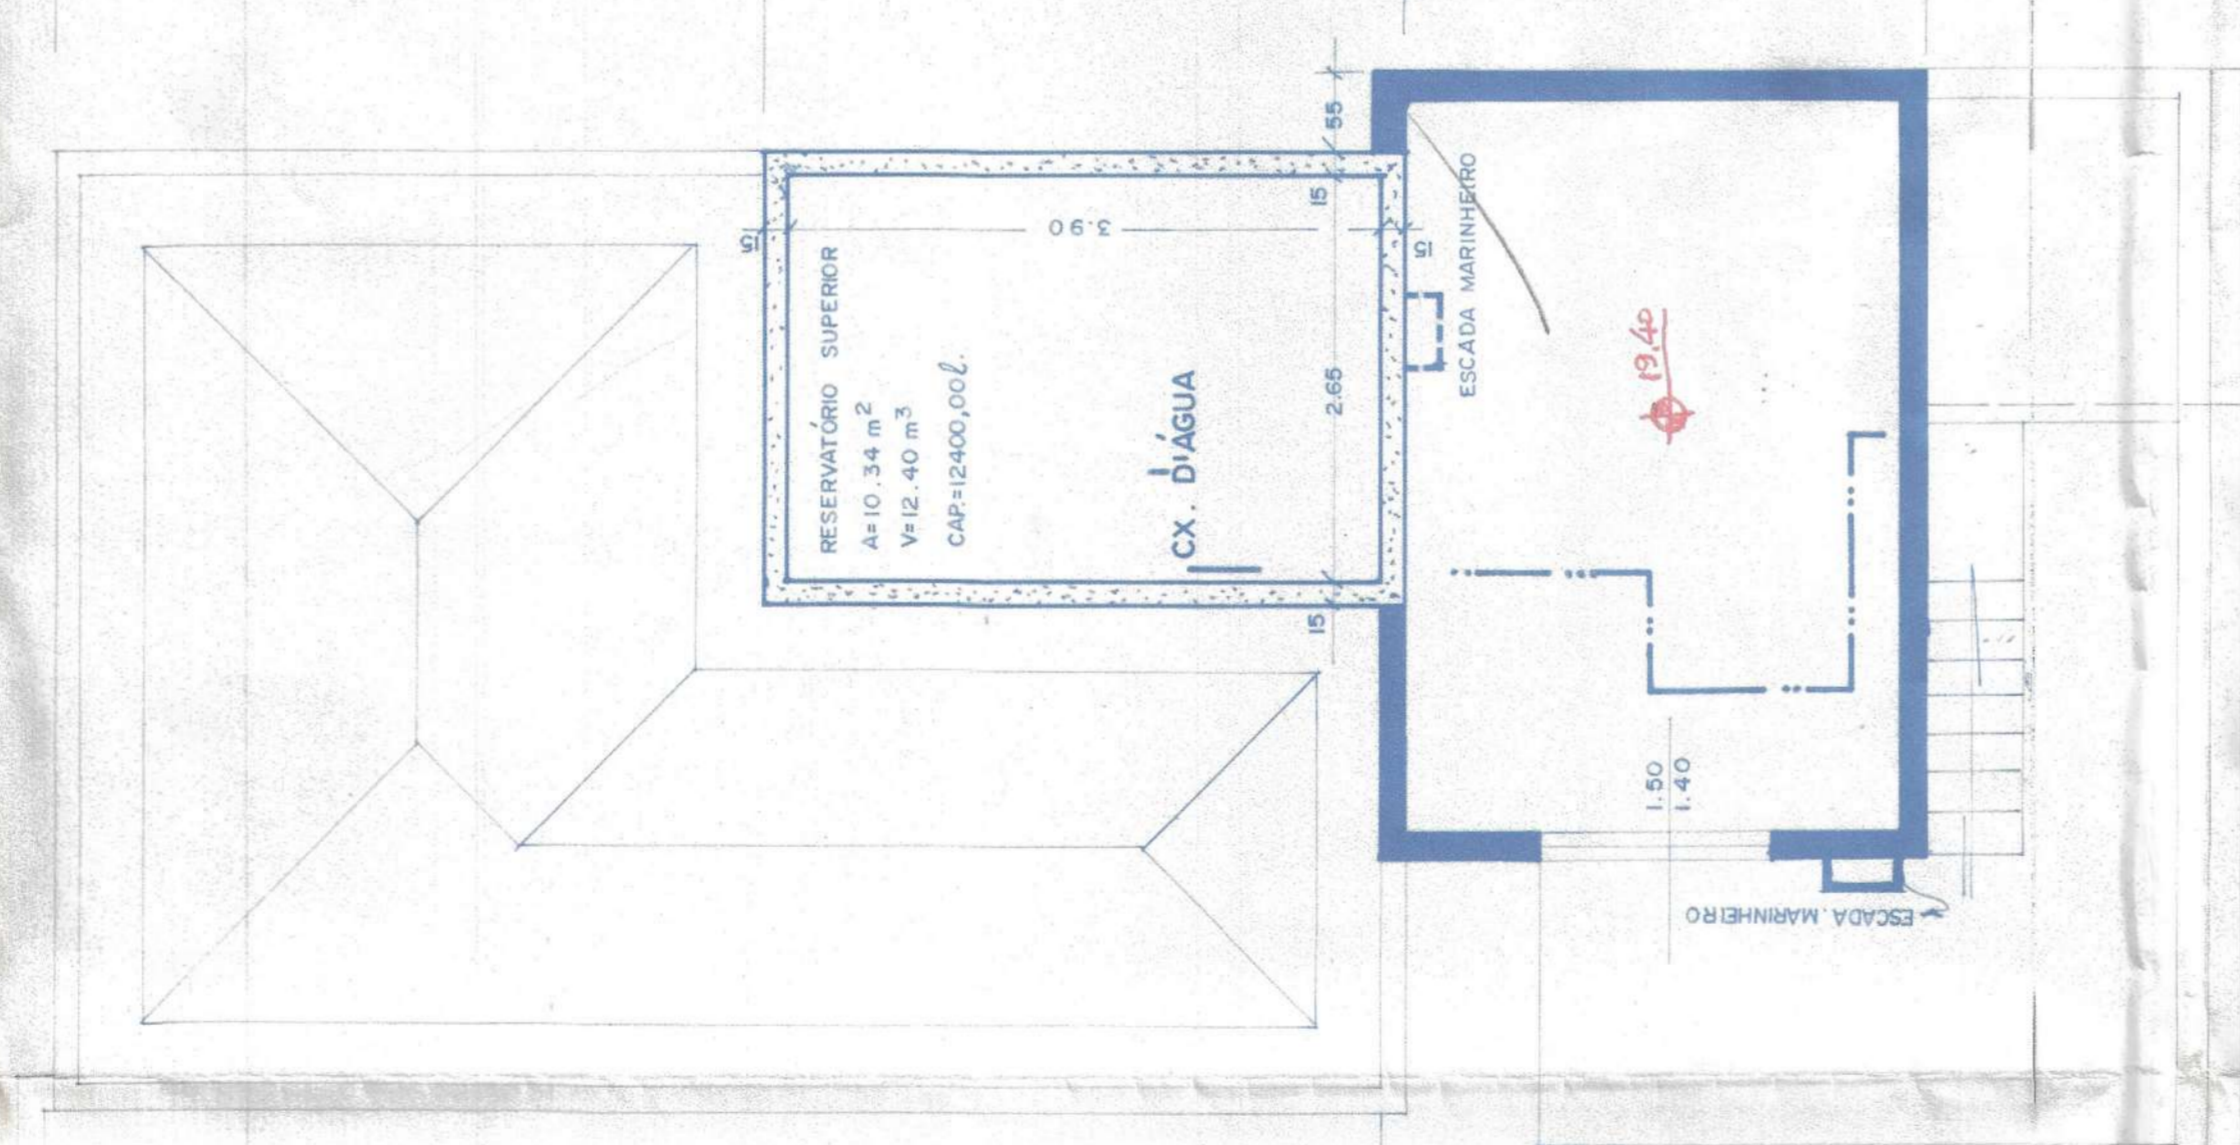 55
15
15
3.90
15
RESERVATÓRIO SUPERIOR
A=10.34 m²
V=12.40 m³
CAP.=12400,00l.
CX. D'ÁGUA
2.65
15
ESCADA MARINHEIRO
19.40
1.50
1.40
ESCADA. MARINHEIRO